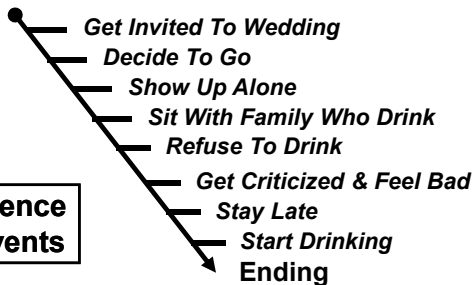 Get Invited To Wedding
Decide To Go
Show Up Alone
Sit With Family Who Drink
Refuse To Drink
Get Criticized & Feel Bad
Stay Late
Start Drinking
Ending